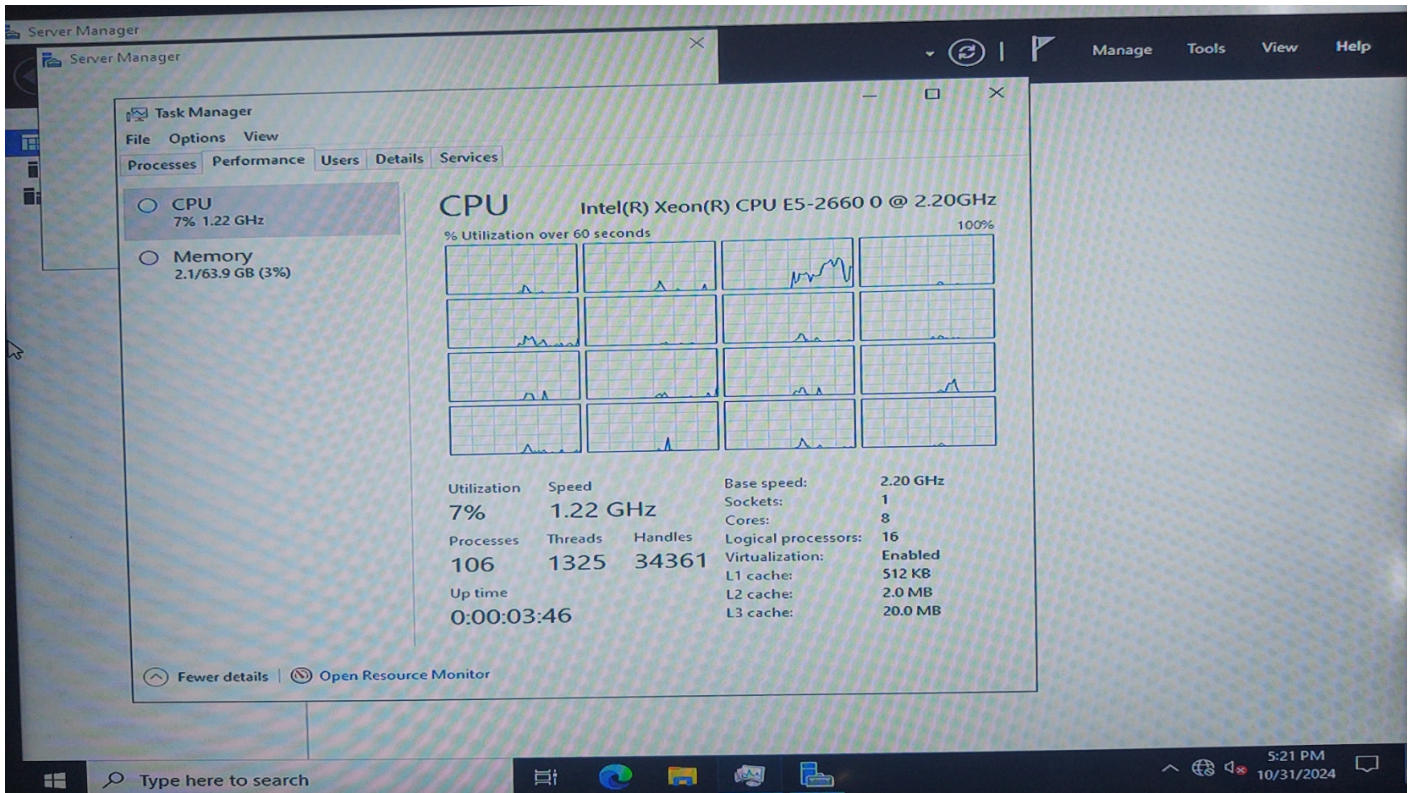 Server Manager
Server Manager
Manage Tools View Help
Task Manager
File Options View
Processes Performance Users Details Services
CPU
7% 1.22 GHz
Memory
2.1/63.9 GB (3%)
CPU Intel(R) Xeon(R) CPU E5-2660 0 @ 2.20GHz
% Utilization over 60 seconds 100%
Utilization Speed
7% 1.22 GHz
Processes Threads Handles
106 1325 34361
Up time
0:00:03:46
Base speed: 2.20 GHz
Sockets: 1
Cores: 8
Logical processors: 16
Virtualization: Enabled
L1 cache: 512 KB
L2 cache: 2.0 MB
L3 cache: 20.0 MB
Fewer details Open Resource Monitor
Type here to search
5:21 PM
10/31/2024